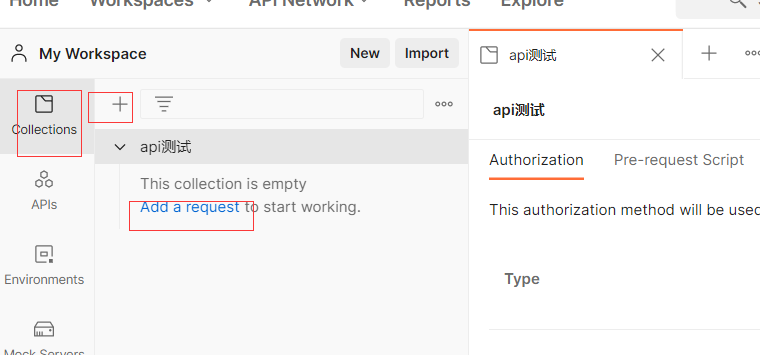 Home Workspaces API Network Reports Explore
My Workspace New Import
Collections
APIs
Environments
Mock Servers
api测试
This collection is empty
Add a request to start working.
api测试
api测试
Authorization Pre-request Script
This authorization method will be used
Type